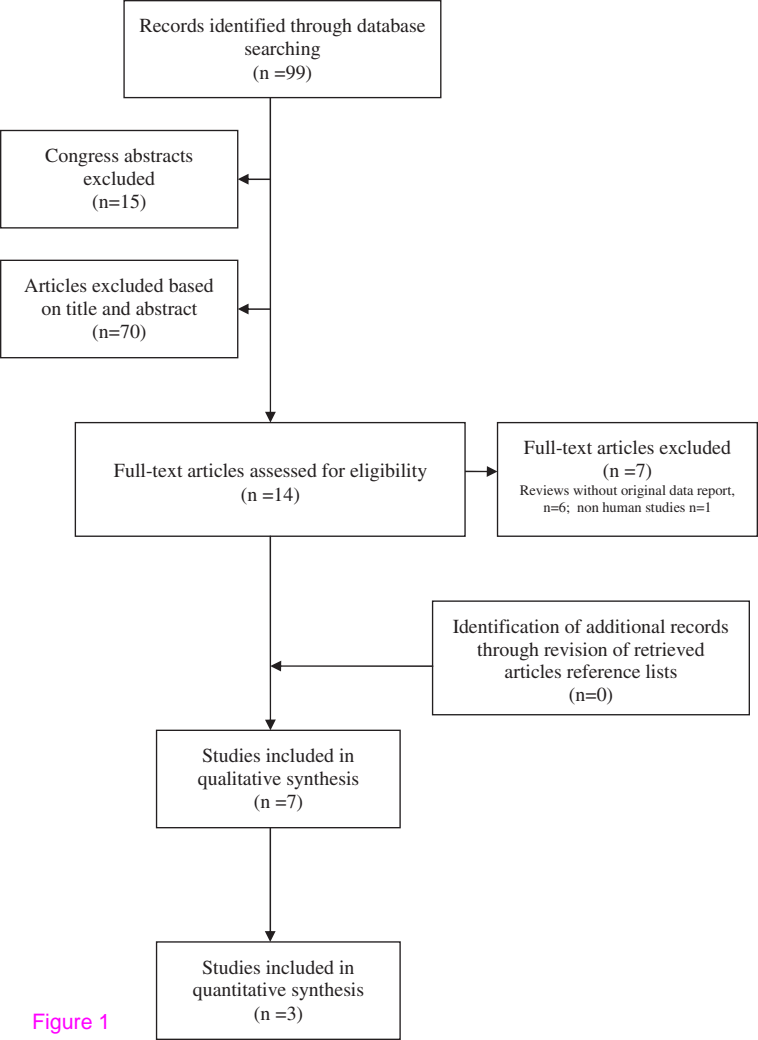 Records identified through database
searching
(n =99)
Congress abstracts
excluded
(n=15)
Articles excluded based
on title and abstract
(n=70)
Full-text articles assessed for eligibility
(n =14)
Full-text articles excluded
(n =7)
Reviews without original data report,
n=6; non human studies n=1
Identification of additional records
through revision of retrieved
articles reference lists
(n=0)
Studies included in
qualitative synthesis
(n =7)
Studies included in
quantitative synthesis
(n =3)
Figure 1